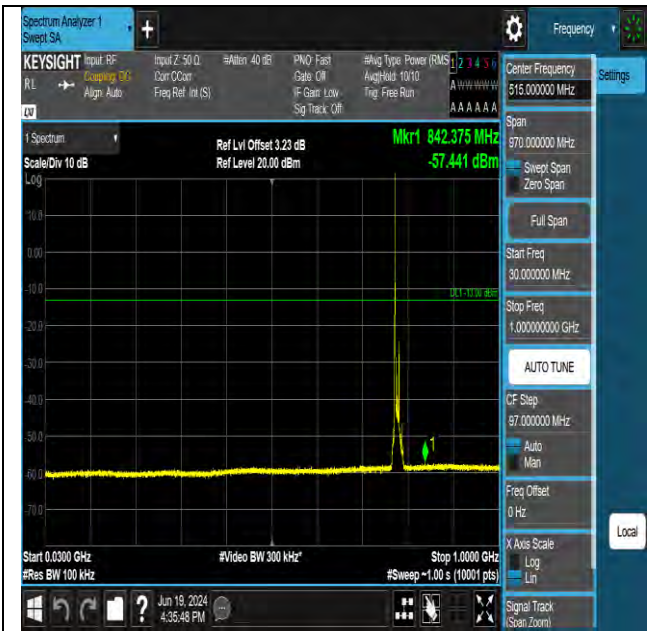 Spectrum Analyzer 1
Swept SA
Frequency
KEYSIGHT
RL
Input: RF
Coupling: DC
Align: Auto
Input Z: 50 Ω
Corr CCorr
Freq Ref: Int (S)
#Atten: 40 dB
PNO: Fast
Gate: Off
IF Gain: Low
Sig Track: Off
#Avg Type: Power (RMS
Avg|Hold: 10/10
Trig: Free Run
1 2 3 4 5 6
A W W W W W
A A A A A A
1 Spectrum
Scale/Div 10 dB
Ref Lvl Offset 3.23 dB
Ref Level 20.00 dBm
Mkr1 842.375 MHz
-57.441 dBm
Log
10.0
0.00
-10.0
DL1 -13.00 dBm
-20.0
-30.0
-40.0
-50.0
1
-60.0
-70.0
Start 0.0300 GHz
#Video BW 300 kHz*
Stop 1.0000 GHz
#Res BW 100 kHz
#Sweep ~1.00 s (10001 pts)
?
Jun 19, 2024
4:35:48 PM
Center Frequency
515.000000 MHz
Settings
Span
970.000000 MHz
Swept Span
Zero Span
Full Span
Start Freq
30.000000 MHz
Stop Freq
1.000000000 GHz
AUTO TUNE
CF Step
97.000000 MHz
Auto
Man
Freq Offset
0 Hz
X Axis Scale
Log
Lin
Local
Signal Track
(Span Zoom)